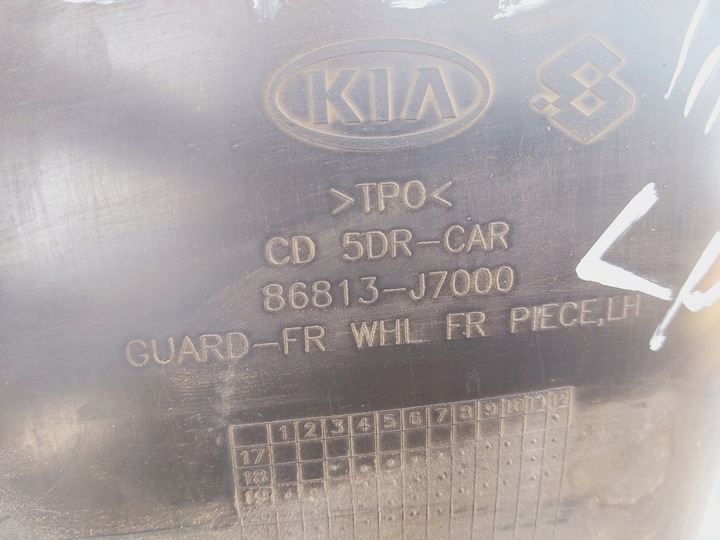 KIA
>TPO<
CD 5DR-CAR
86813-J7000
GUARD-FR WHL FR PIECE,LH
1 2 3 4 5 6 7 8 9 10 11 12
17
18
19